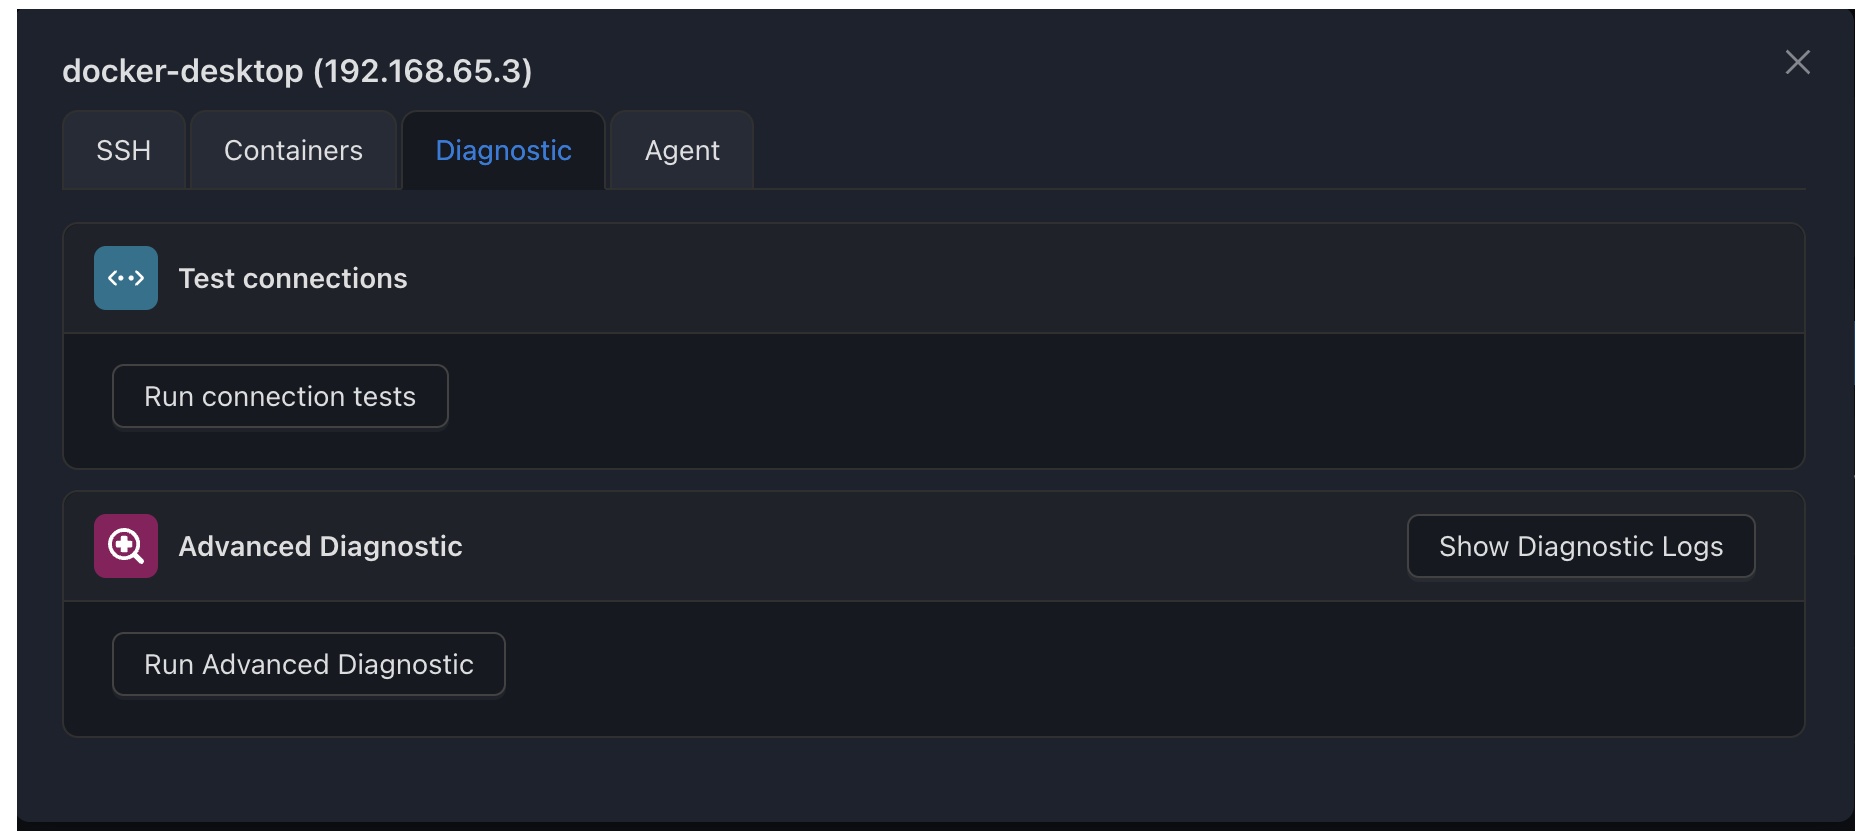 docker-desktop (192.168.65.3)
SSH
Containers
Diagnostic
Agent
Test connections
Run connection tests
Advanced Diagnostic
Show Diagnostic Logs
Run Advanced Diagnostic